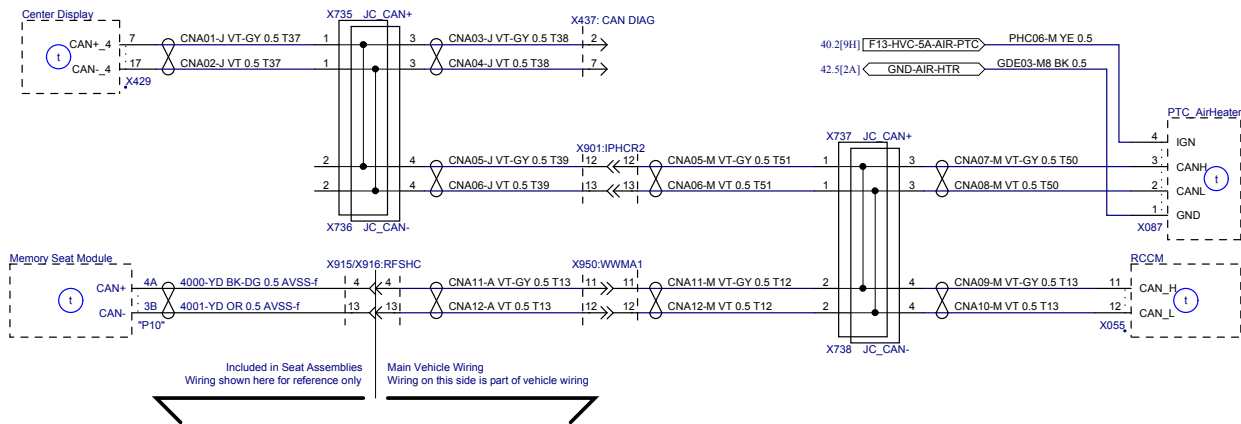 Center Display
X735 JC_CAN+
X437: CAN DIAG
CAN+_4 7 CNA01-J VT-GY 0.5 T37 1 3 CNA03-J VT-GY 0.5 T38 2
40.2[9H] F13-HVC-5A-AIR-PTC PHC06-M YE 0.5
t
CAN-_4 17 CNA02-J VT 0.5 T37 1 3 CNA04-J VT 0.5 T38 7
42.5[2A] GND-AIR-HTR GDE03-M8 BK 0.5
X429
PTC_AirHeater
X737 JC_CAN+
4 IGN
X901:IPHCR2
2 4 CNA05-J VT-GY 0.5 T39 12 12 CNA05-M VT-GY 0.5 T51 1 3 CNA07-M VT-GY 0.5 T50 3 CANH
t
2 4 CNA06-J VT 0.5 T39 13 13 CNA06-M VT 0.5 T51 1 3 CNA08-M VT T50 2 CANL
1 GND
X736 JC_CAN-
X087
Memory Seat Module
X915/X916:RFSHC
X950:WWMA1
RCCM
CAN+ 4A 4000-YD BK-DG 0.5 AVSS-f 4 4 CNA11-A VT-GY 0.5 T13 11 11 CNA11-M VT-GY 0.5 T12 2 4 CNA09-M VT-GY 0.5 T13 11 CAN_H
t
t
CAN- 3B 4001-YD OR 0.5 AVSS-f 13 13 CNA12-A VT 0.5 T13 12 12 CNA12-M VT 0.5 T12 2 4 CNA10-M VT 0.5 T13 12 CAN_L
"P10"
X055
X738 JC_CAN-
Included in Seat Assemblies
Wiring shown here for reference only
Main Vehicle Wiring
Wiring on this side is part of vehicle wiring